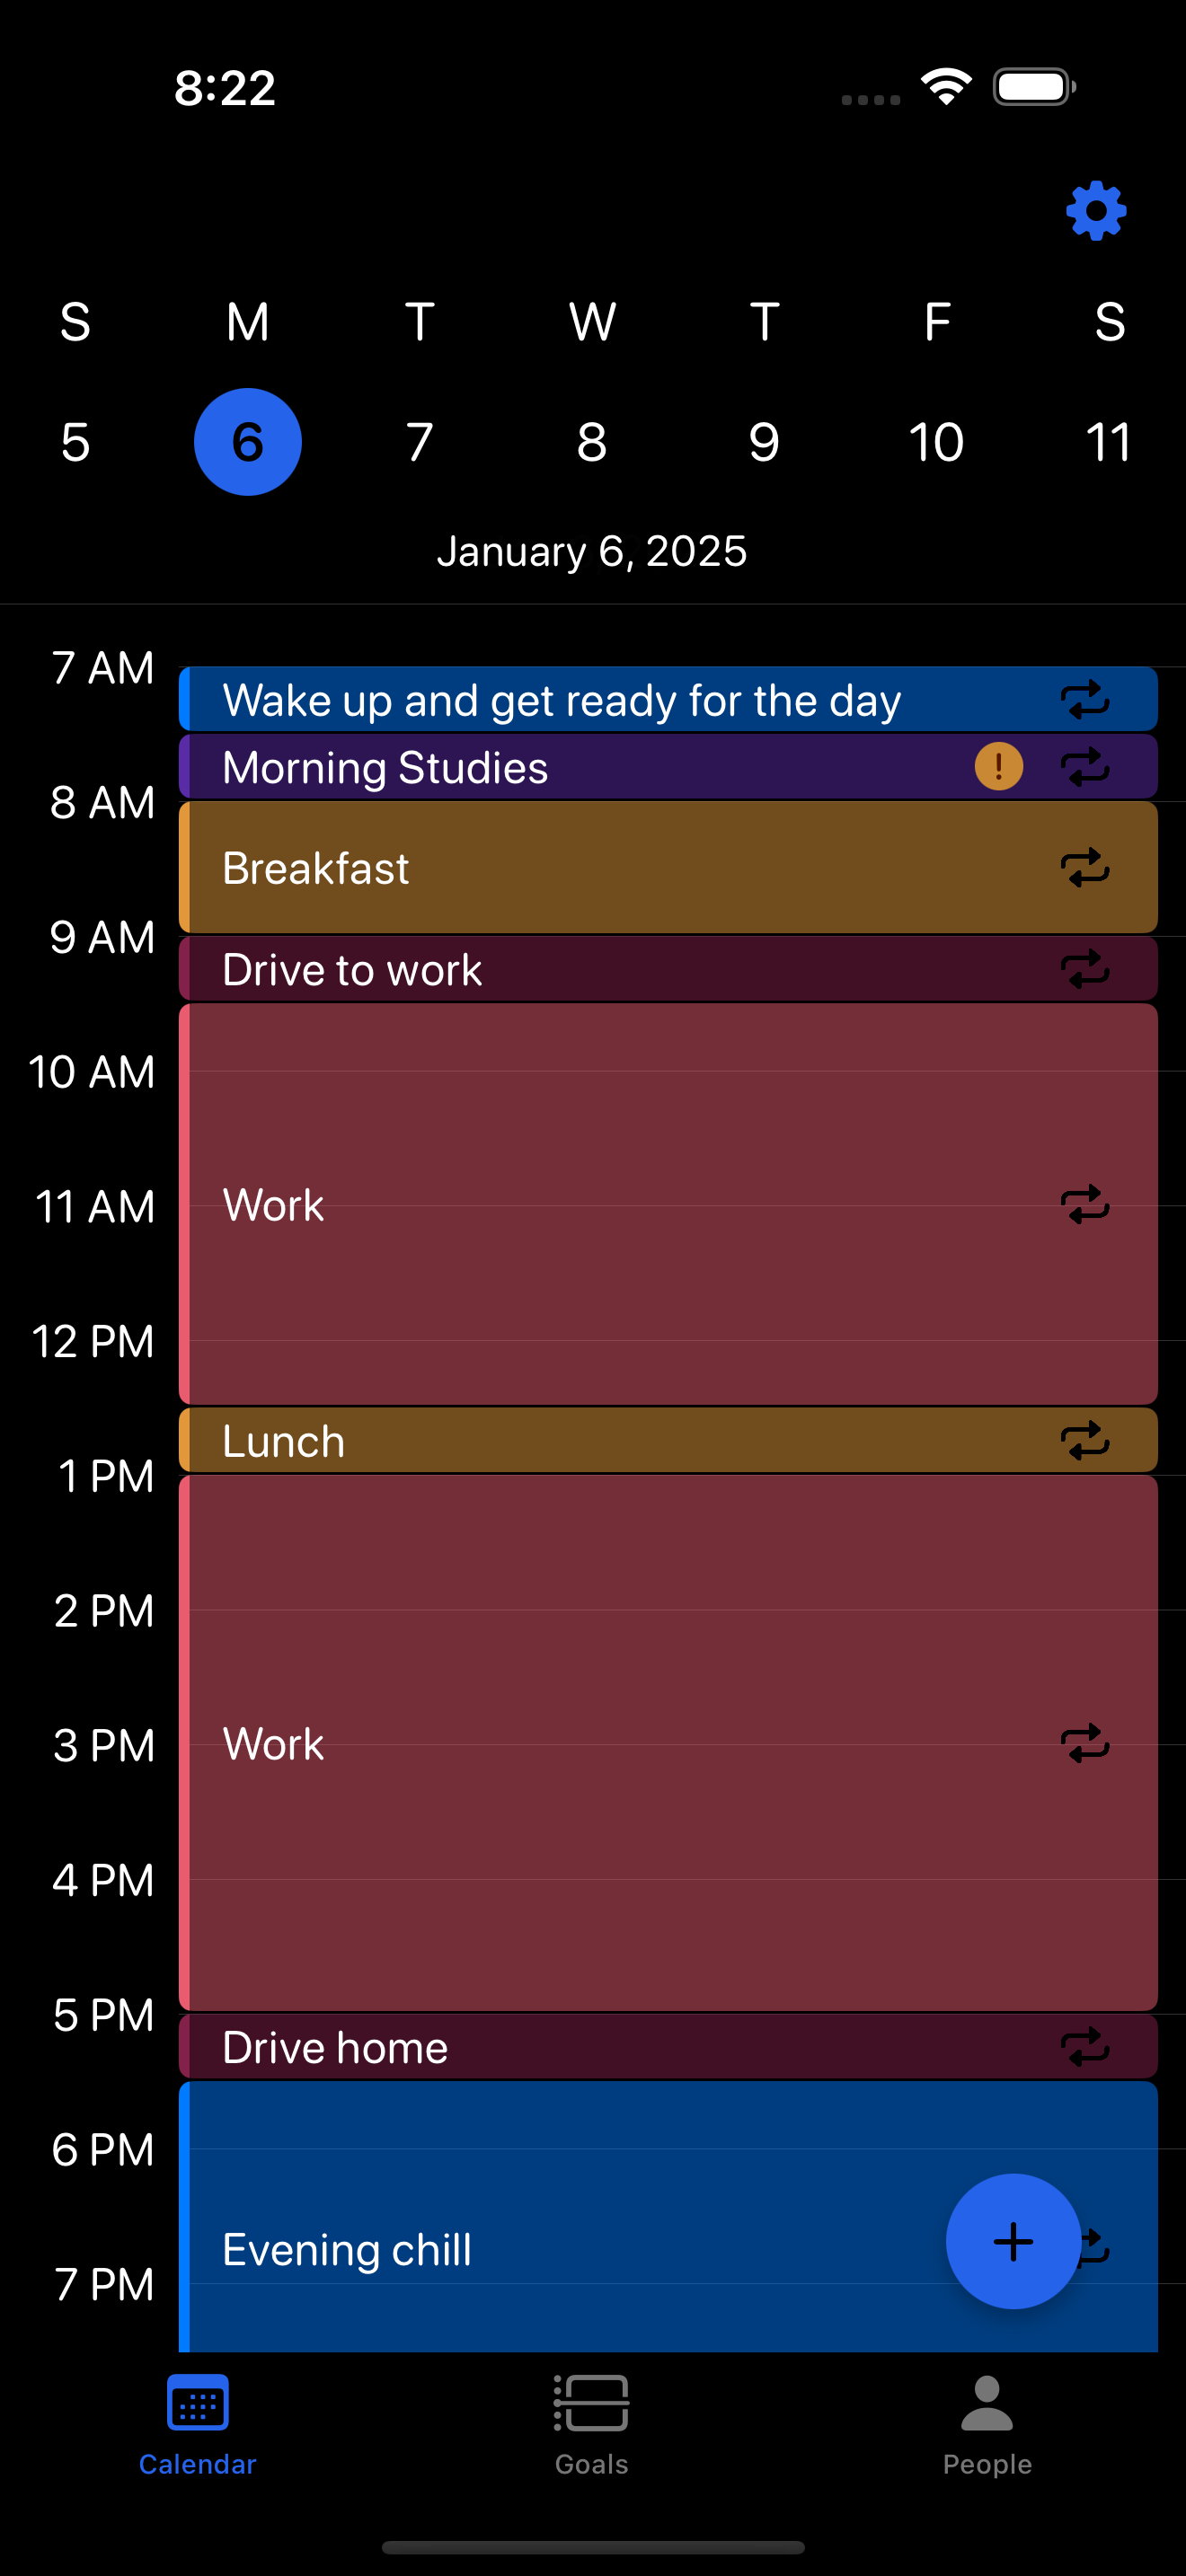 8:22
S M T W T F S
5 6 7 8 9 10 11
January 6, 2025
7 AM
Wake up and get ready for the day
Morning Studies !
8 AM
Breakfast
9 AM
Drive to work
10 AM
11 AM
Work
12 PM
Lunch
1 PM
2 PM
3 PM
Work
4 PM
5 PM
Drive home
6 PM
Evening chill
+
7 PM
Calendar Goals People